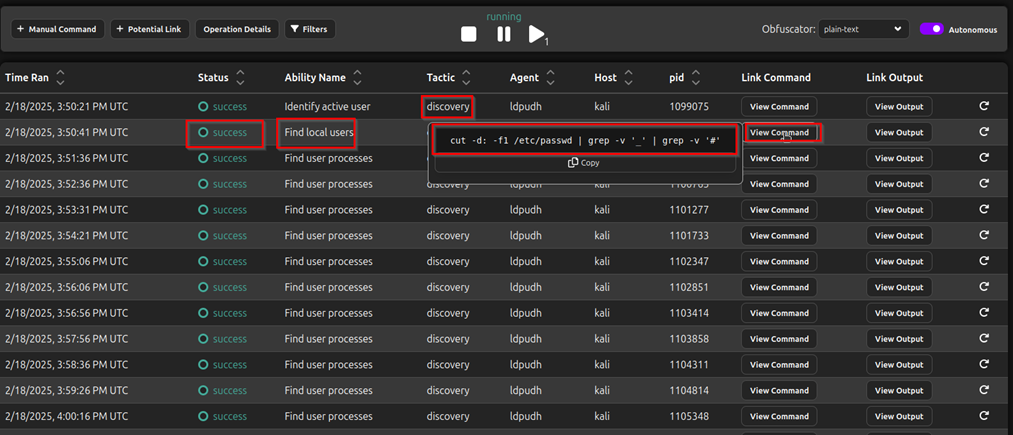 running
+ Manual Command + Potential Link Operation Details Filters 1 Obfuscator: plain-text Autonomous
Time Ran Status Ability Name Tactic Agent Host pid Link Command Link Output
2/18/2025, 3:50:21 PM UTC success Identify active user discovery ldpudh kali 1099075 View Command View Output
2/18/2025, 3:50:41 PM UTC success Find local users View Command View Output
cut -d: -f1 /etc/passwd | grep -v '_' | grep -v '#'
Copy
2/18/2025, 3:51:36 PM UTC success Find user processes View Command View Output
2/18/2025, 3:52:36 PM UTC success Find user processes discovery ldpudh kali View Command View Output
2/18/2025, 3:53:31 PM UTC success Find user processes discovery ldpudh kali 1101277 View Command View Output
2/18/2025, 3:54:21 PM UTC success Find user processes discovery ldpudh kali 1101733 View Command View Output
2/18/2025, 3:55:06 PM UTC success Find user processes discovery ldpudh kali 1102347 View Command View Output
2/18/2025, 3:56:06 PM UTC success Find user processes discovery ldpudh kali 1102851 View Command View Output
2/18/2025, 3:56:56 PM UTC success Find user processes discovery ldpudh kali 1103414 View Command View Output
2/18/2025, 3:57:56 PM UTC success Find user processes discovery ldpudh kali 1103858 View Command View Output
2/18/2025, 3:58:36 PM UTC success Find user processes discovery ldpudh kali 1104311 View Command View Output
2/18/2025, 3:59:26 PM UTC success Find user processes discovery ldpudh kali 1104814 View Command View Output
2/18/2025, 4:00:16 PM UTC success Find user processes discovery ldpudh kali 1105348 View Command View Output